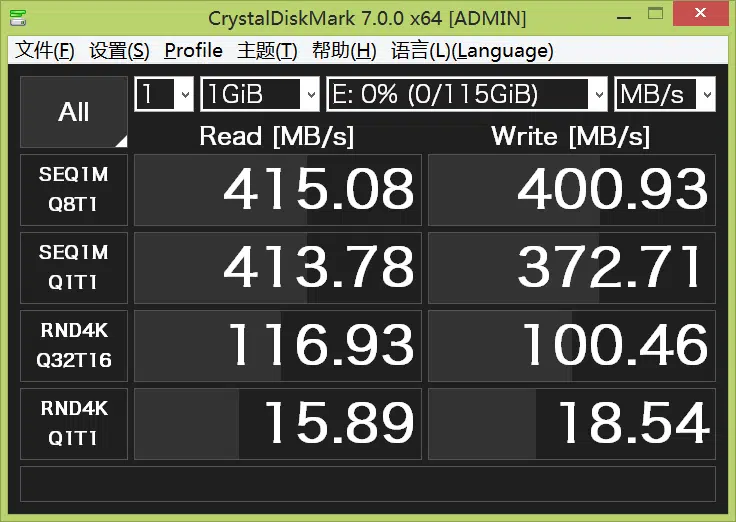 CrystalDiskMark 7.0.0 x64 [ADMIN]
文件(F) 设置(S) Profile 主题(T) 帮助(H) 语言(L)(Language)
All 1 1GiB E: 0% (0/115GiB) MB/s
Read [MB/s] Write [MB/s]
SEQ1M Q8T1 415.08 400.93
SEQ1M Q1T1 413.78 372.71
RND4K Q32T16 116.93 100.46
RND4K Q1T1 15.89 18.54